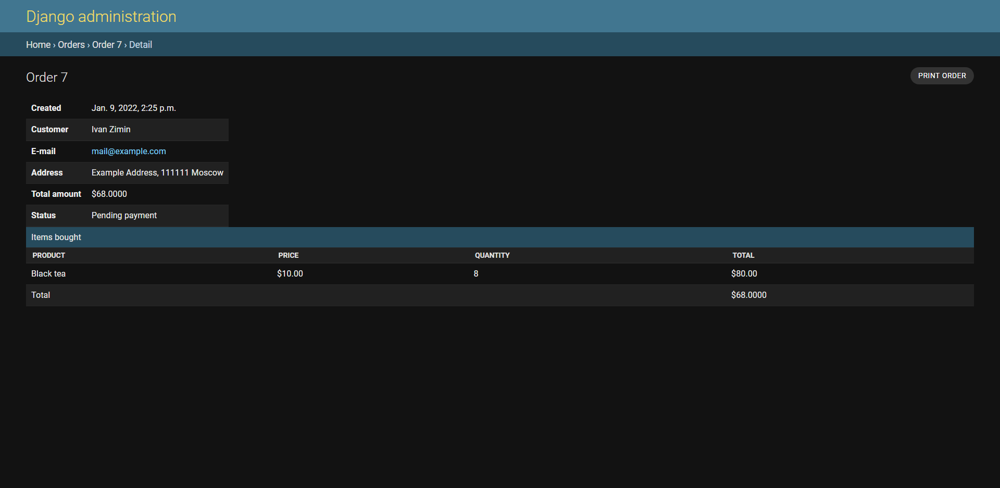 Django administration
Home › Orders › Order 7 › Detail
Order 7
PRINT ORDER
Created Jan. 9, 2022, 2:25 p.m.
Customer Ivan Zimin
E-mail mail@example.com
Address Example Address, 111111 Moscow
Total amount $68.0000
Status Pending payment
Items bought
PRODUCT PRICE QUANTITY TOTAL
Black tea $10.00 8 $80.00
Total $68.0000